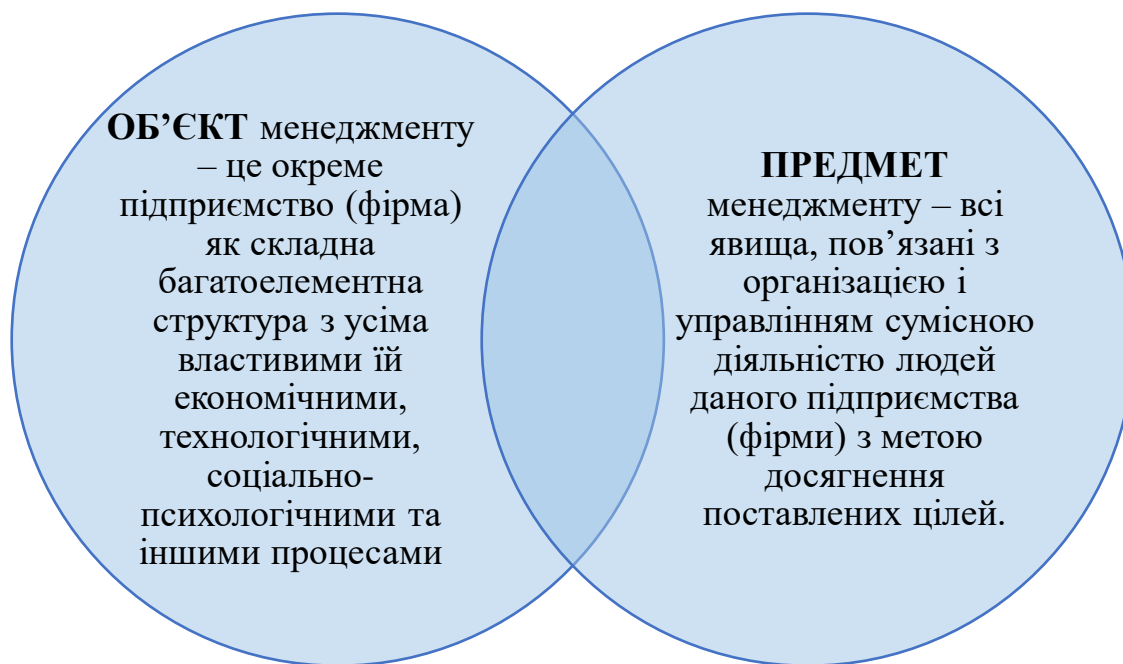 ОБ’ЄКТ менеджменту
– це окреме
підприємство (фірма)
як складна
багатоелементна
структура з усіма
властивими їй
економічними,
технологічними,
соціально-
психологічними та
іншими процесами
ПРЕДМЕТ
менеджменту – всі
явища, пов’язані з
організацією і
управлінням сумісною
діяльністю людей
даного підприємства
(фірми) з метою
досягнення
поставлених цілей.